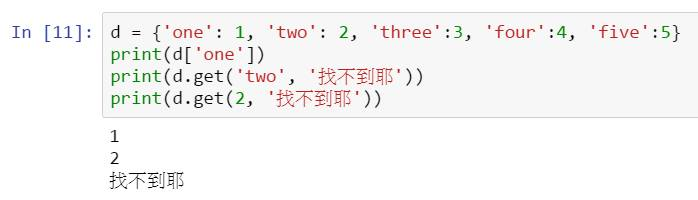 In [11]: d = {'one': 1, 'two': 2, 'three':3, 'four':4, 'five':5}
print(d['one'])
print(d.get('two', '找不到耶'))
print(d.get(2, '找不到耶'))
1
2
找不到耶